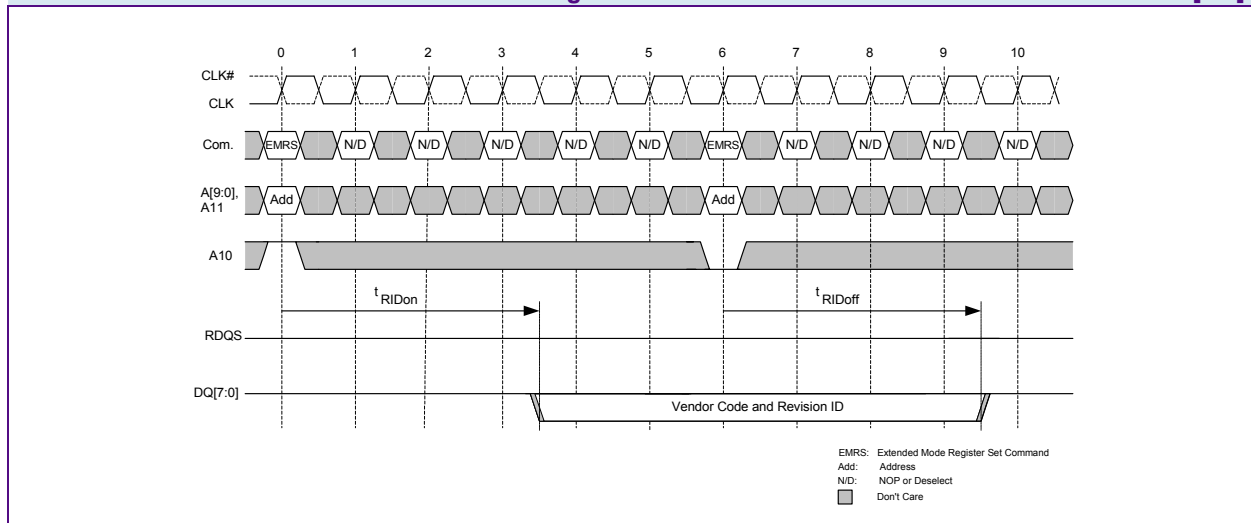 0 1 2 3 4 5 6 7 8 9 10
CLK#
CLK
Com. EMRS N/D N/D N/D N/D N/D EMRS N/D N/D N/D N/D
A[9:0], Add Add
A11
A10
tRIDon tRIDoff
RDQS
DQ[7:0] Vendor Code and Revision ID
EMRS: Extended Mode Register Set Command
Add: Address
N/D: NOP or Deselect
Don't Care